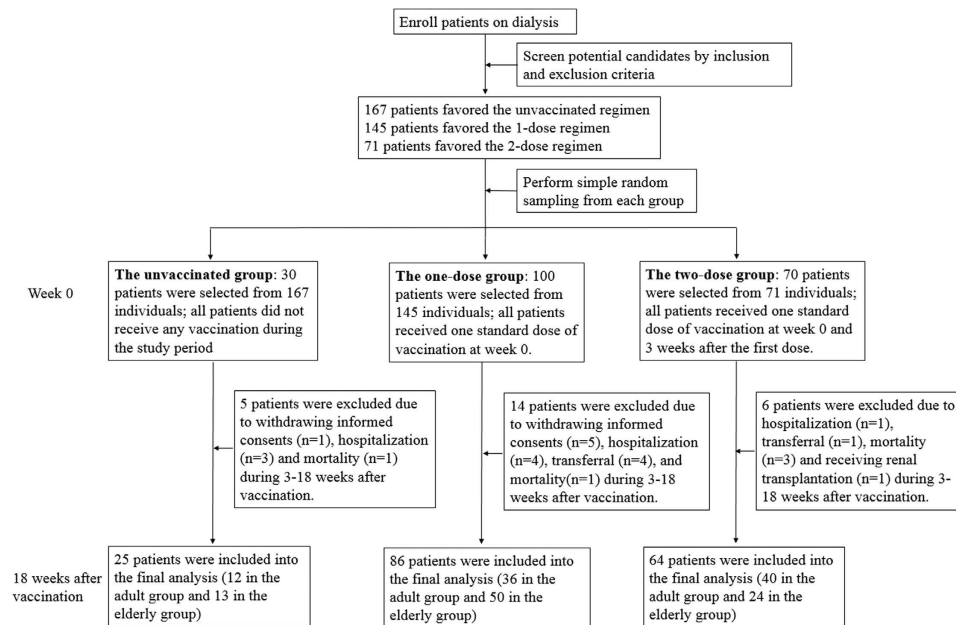 Enroll patients on dialysis
Screen potential candidates by inclusion
and exclusion criteria
167 patients favored the unvaccinated regimen
145 patients favored the 1-dose regimen
71 patients favored the 2-dose regimen
Perform simple random
sampling from each group
Week 0
The unvaccinated group: 30
patients were selected from 167
individuals; all patients did not
receive any vaccination during
the study period
The one-dose group: 100
patients were selected from
145 individuals; all patients
received one standard dose of
vaccination at week 0.
The two-dose group: 70 patients
were selected from 71 individuals;
all patients received one standard
dose of vaccination at week 0 and
3 weeks after the first dose.
5 patients were excluded due
to withdrawing informed
consents (n=1), hospitalization
(n=3) and mortality (n=1)
during 3-18 weeks after
vaccination.
14 patients were excluded due
to withdrawing informed
consents (n=5), hospitalization
(n=4), transferral (n=4), and
mortality(n=1) during 3-18
weeks after vaccination.
6 patients were excluded due to
hospitalization (n=1),
transferral (n=1), mortality
(n=3) and receiving renal
transplantation (n=1) during 3-
18 weeks after vaccination.
18 weeks after
vaccination
25 patients were included into
the final analysis (12 in the
adult group and 13 in the
elderly group)
86 patients were included into
the final analysis (36 in the
adult group and 50 in the
elderly group)
64 patients were included into
the final analysis (40 in the
adult group and 24 in the
elderly group)